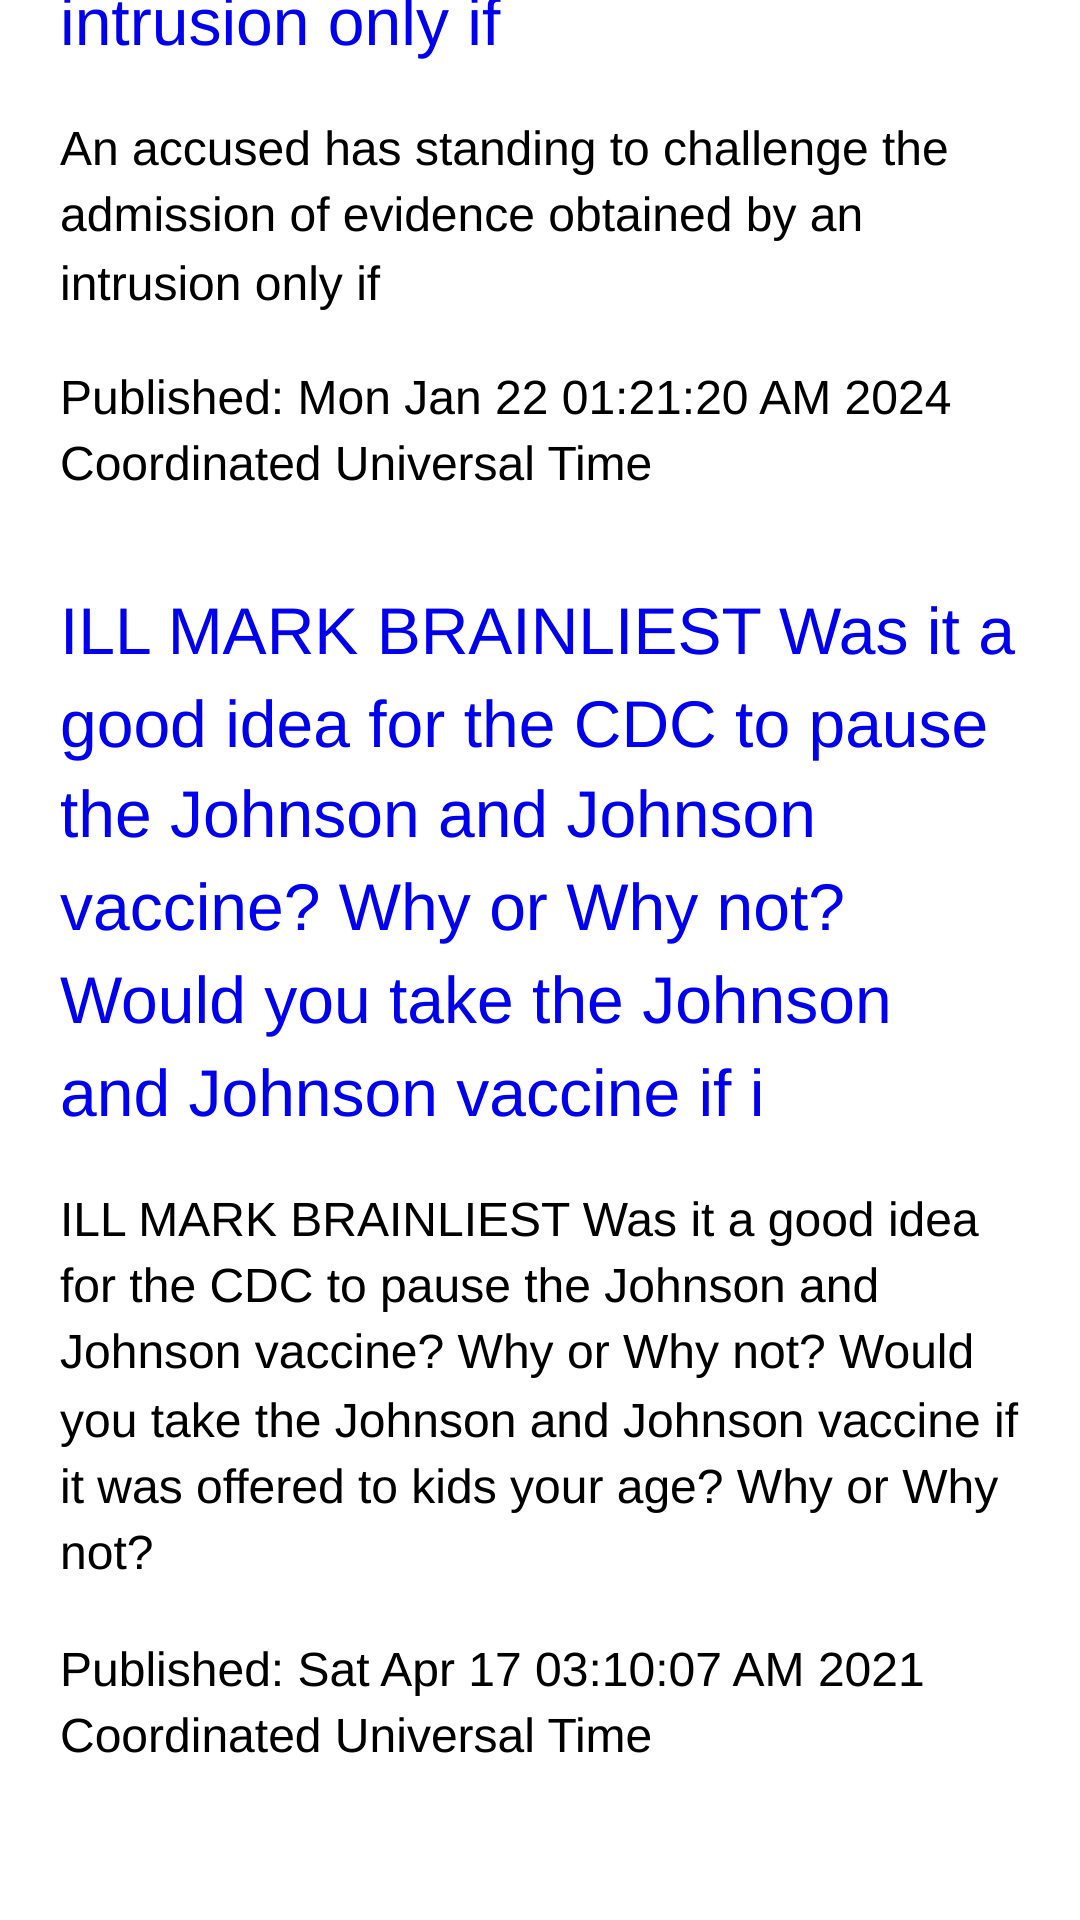 intrusion only if
An accused has standing to challenge the
admission of evidence obtained by an
intrusion only if
Published: Mon Jan 22 01:21:20 AM 2024
Coordinated Universal Time
ILL MARK BRAINLIEST Was it a
good idea for the CDC to pause
the Johnson and Johnson
vaccine? Why or Why not?
Would you take the Johnson
and Johnson vaccine if i
ILL MARK BRAINLIEST Was it a good idea
for the CDC to pause the Johnson and
Johnson vaccine? Why or Why not? Would
you take the Johnson and Johnson vaccine if
it was offered to kids your age? Why or Why
not?
Published: Sat Apr 17 03:10:07 AM 2021
Coordinated Universal Time